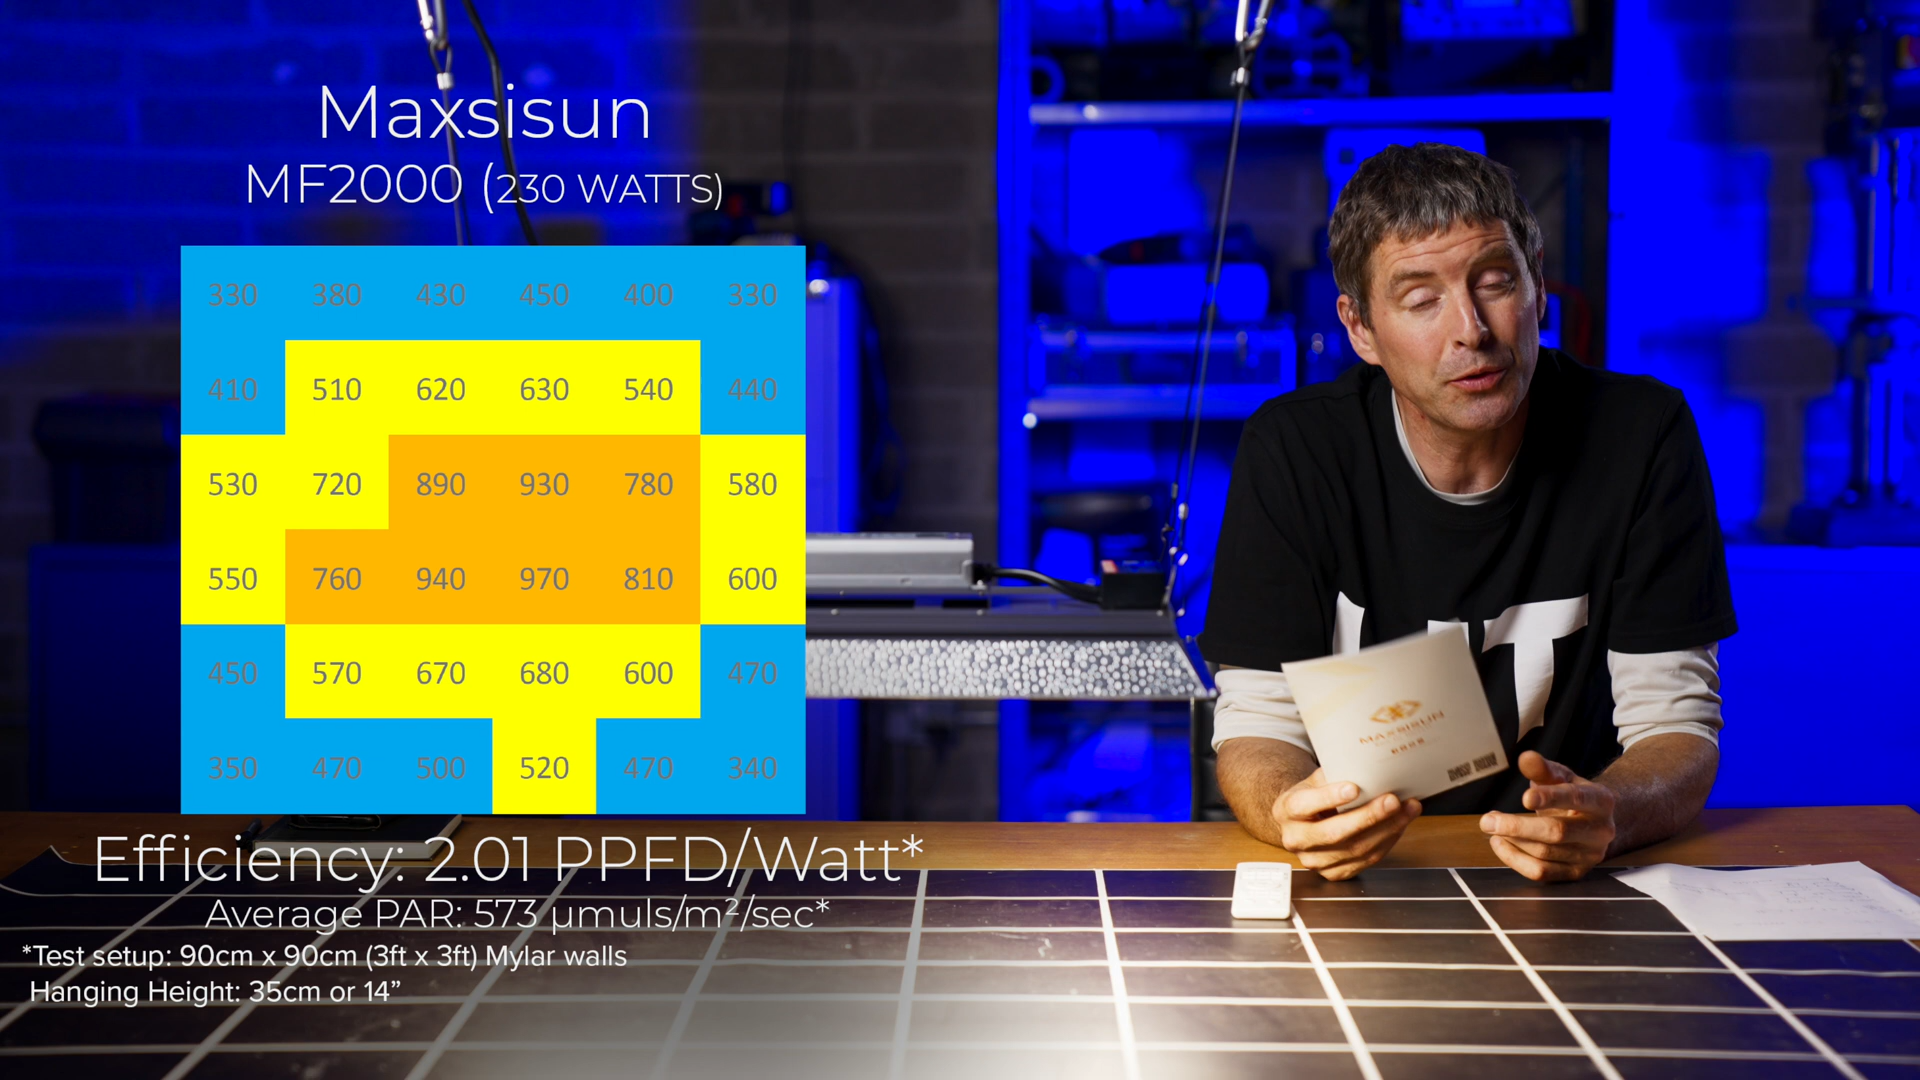 Maxsisun
MF2000 (230 WATTS)
330 380 430 450 400 330
410 510 620 630 540 440
530 720 890 930 780 580
550 760 940 970 810 600
450 570 670 680 600 470
350 470 500 520 470 340
MAXSISUN
Efficiency: 2.01 PPFD/Watt*
Average PAR: 573 µmuls/m²/sec*
*Test setup: 90cm x 90cm (3ft x 3ft) Mylar walls
Hanging Height: 35cm or 14”